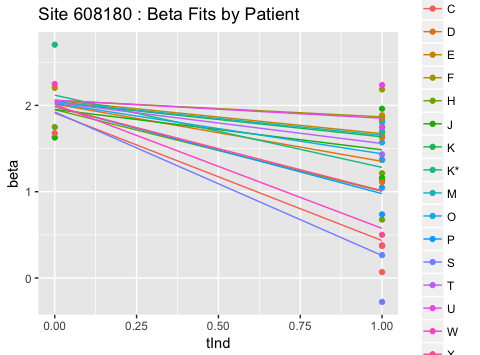 Site 608180 : Beta Fits by Patient
beta
2
1
0
0.00 0.25 0.50 0.75 1.00
tInd
C
D
E
F
H
J
K
K*
M
O
P
S
T
U
W